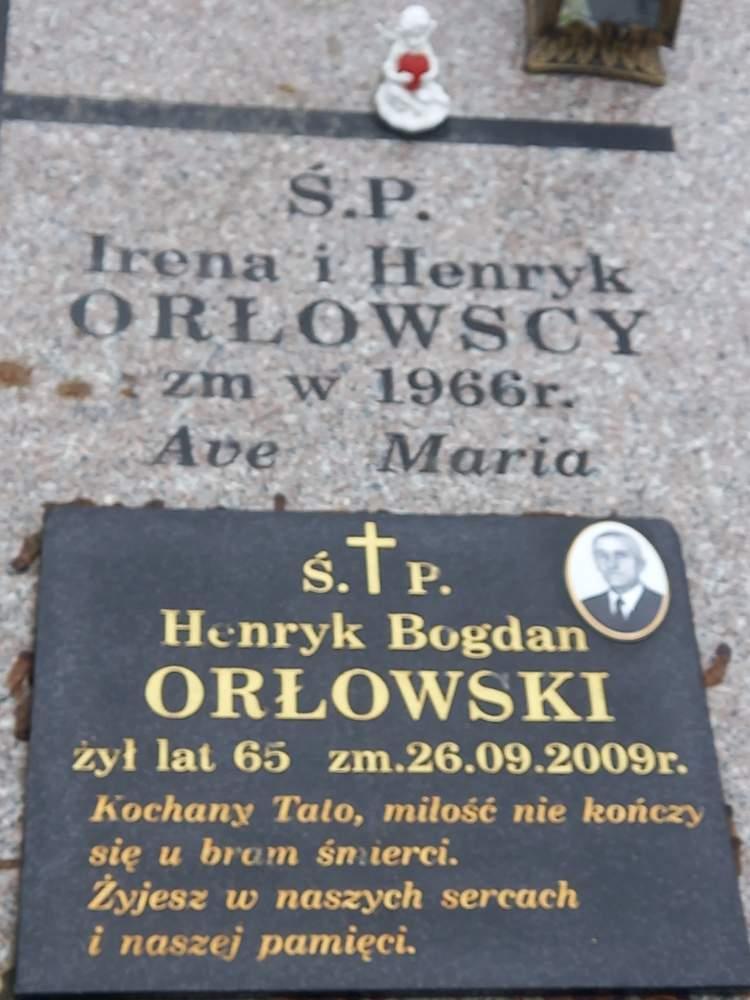 Ś.P.
Irena i Henryk
ORŁOWSCY
zm w 1966r.
Ave Maria
Ś. P.
Henryk Bogdan
ORŁOWSKI
żył lat 65 zm.26.09.2009r.
Kochany Tato, miłość nie kończy
się u bram śmierci.
Żyjesz w naszych sercach
i naszej pamięci.